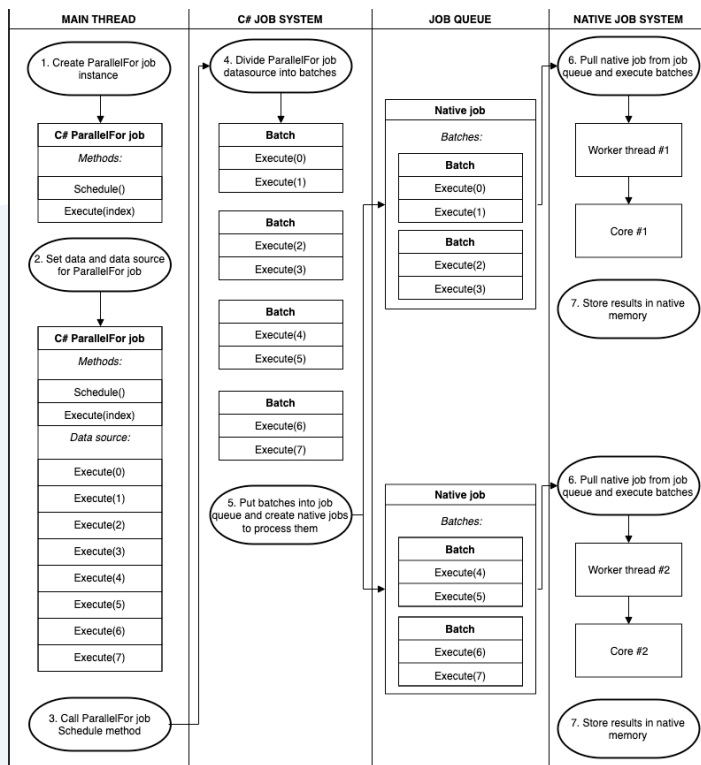 MAIN THREAD
C# JOB SYSTEM
JOB QUEUE
NATIVE JOB SYSTEM
1. Create ParallelFor job
instance
C# ParallelFor job
Methods:
Schedule()
Execute(index)
2. Set data and data source
for ParallelFor job
C# ParallelFor job
Methods:
Schedule()
Execute(index)
Data source:
Execute(0)
Execute(1)
Execute(2)
Execute(3)
Execute(4)
Execute(5)
Execute(6)
Execute(7)
3. Call ParallelFor job
Schedule method
4. Divide ParallelFor job
datasource into batches
Batch
Execute(0)
Execute(1)
Batch
Execute(2)
Execute(3)
Batch
Execute(4)
Execute(5)
Batch
Execute(6)
Execute(7)
5. Put batches into job
queue and create native jobs
to process them
Native job
Batches:
Batch
Execute(0)
Execute(1)
Batch
Execute(2)
Execute(3)
Native job
Batches:
Batch
Execute(4)
Execute(5)
Batch
Execute(6)
Execute(7)
6. Pull native job from job
queue and execute batches
Worker thread #1
Core #1
7. Store results in native
memory
6. Pull native job from job
queue and execute batches
Worker thread #2
Core #2
7. Store results in native
memory